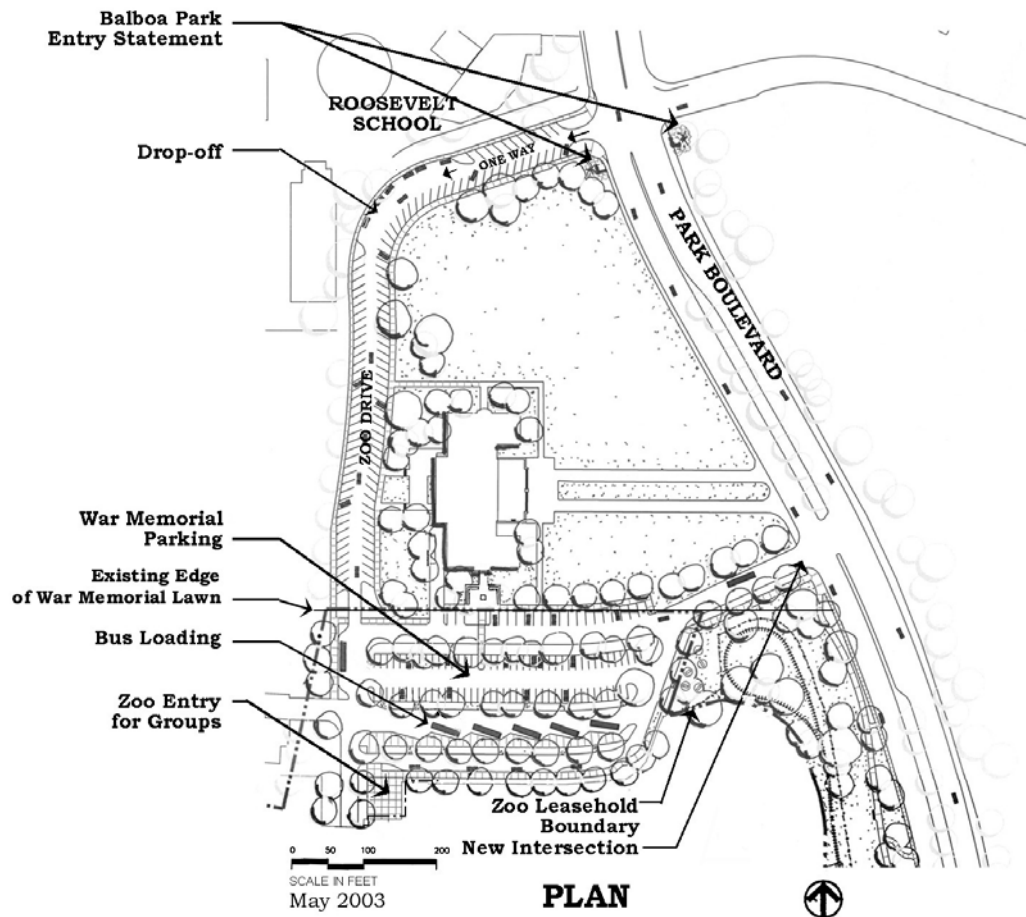 Balboa Park
Entry Statement
ROOSEVELT
SCHOOL
Drop-off
ONE WAY
PARK BOULEVARD
ZOO DRIVE
War Memorial
Parking
Existing Edge
of War Memorial Lawn
Bus Loading
Zoo Entry
for Groups
Zoo Leasehold
Boundary
New Intersection
0 50 100 200
SCALE IN FEET
May 2003
PLAN